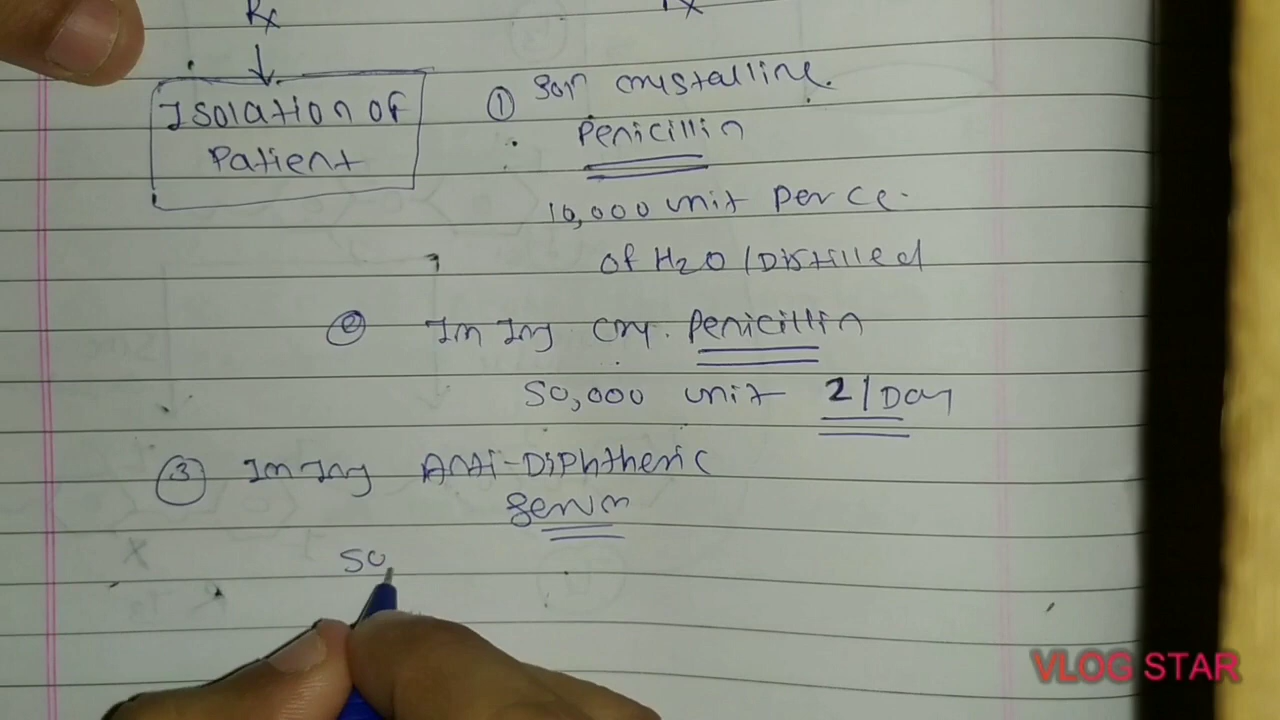 Rx
Rx
Isolation of
Patient
① Sol crystalline.
Penicillin
10,000 unit per cc.
of H2O / Distilled
② Im Inj Cry. Penicillin
50,000 unit 2/Day
③ Im Inj Anti-Diphtheric
Serum
50
VLOG STAR